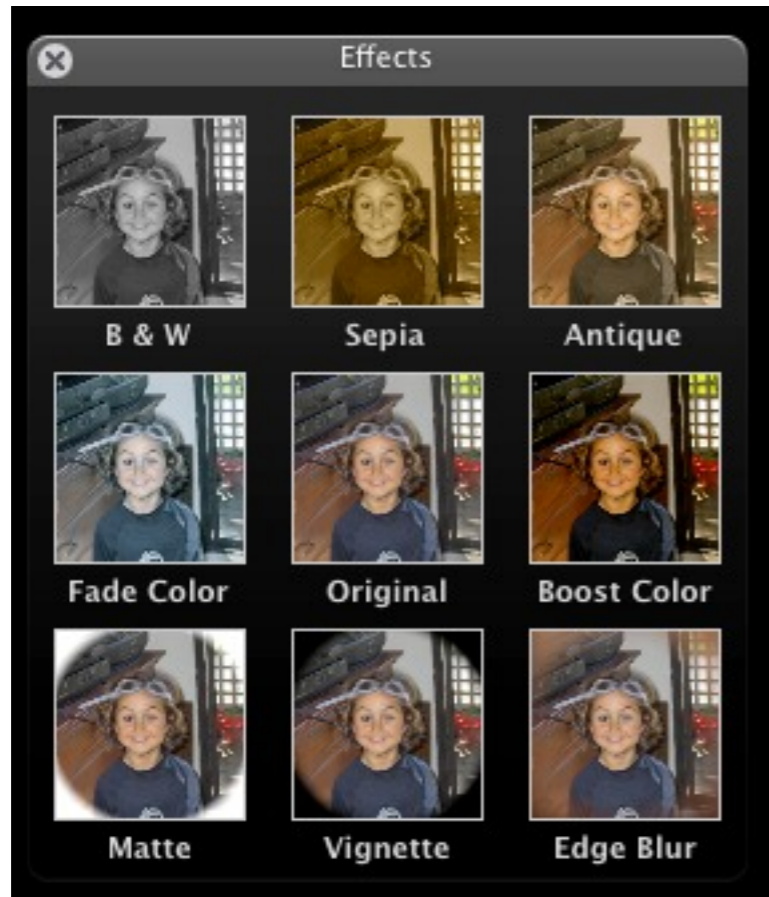 Effects
B & W Sepia Antique
Fade Color Original Boost Color
Matte Vignette Edge Blur